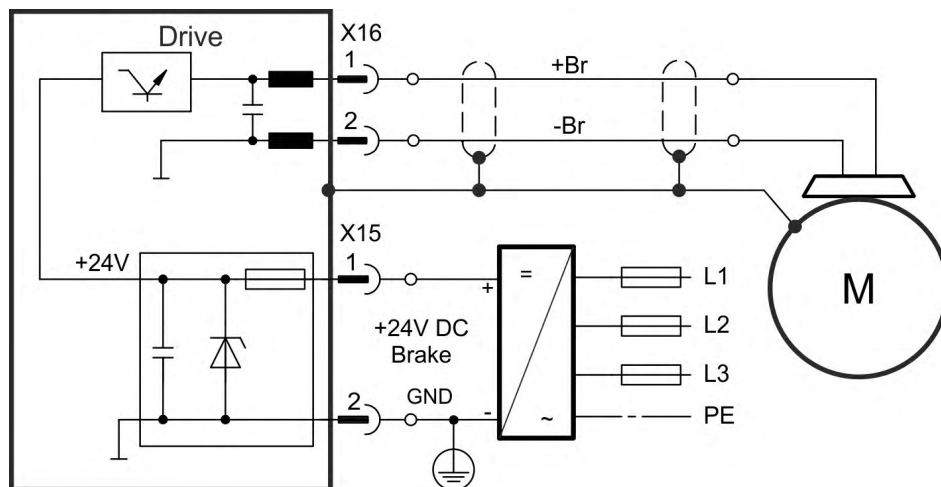 Drive
X16
1
+Br
2
-Br
X15
+24V
1
+
=
L1
+24V DC
Brake
L2
M
L3
2
GND
-
~
PE